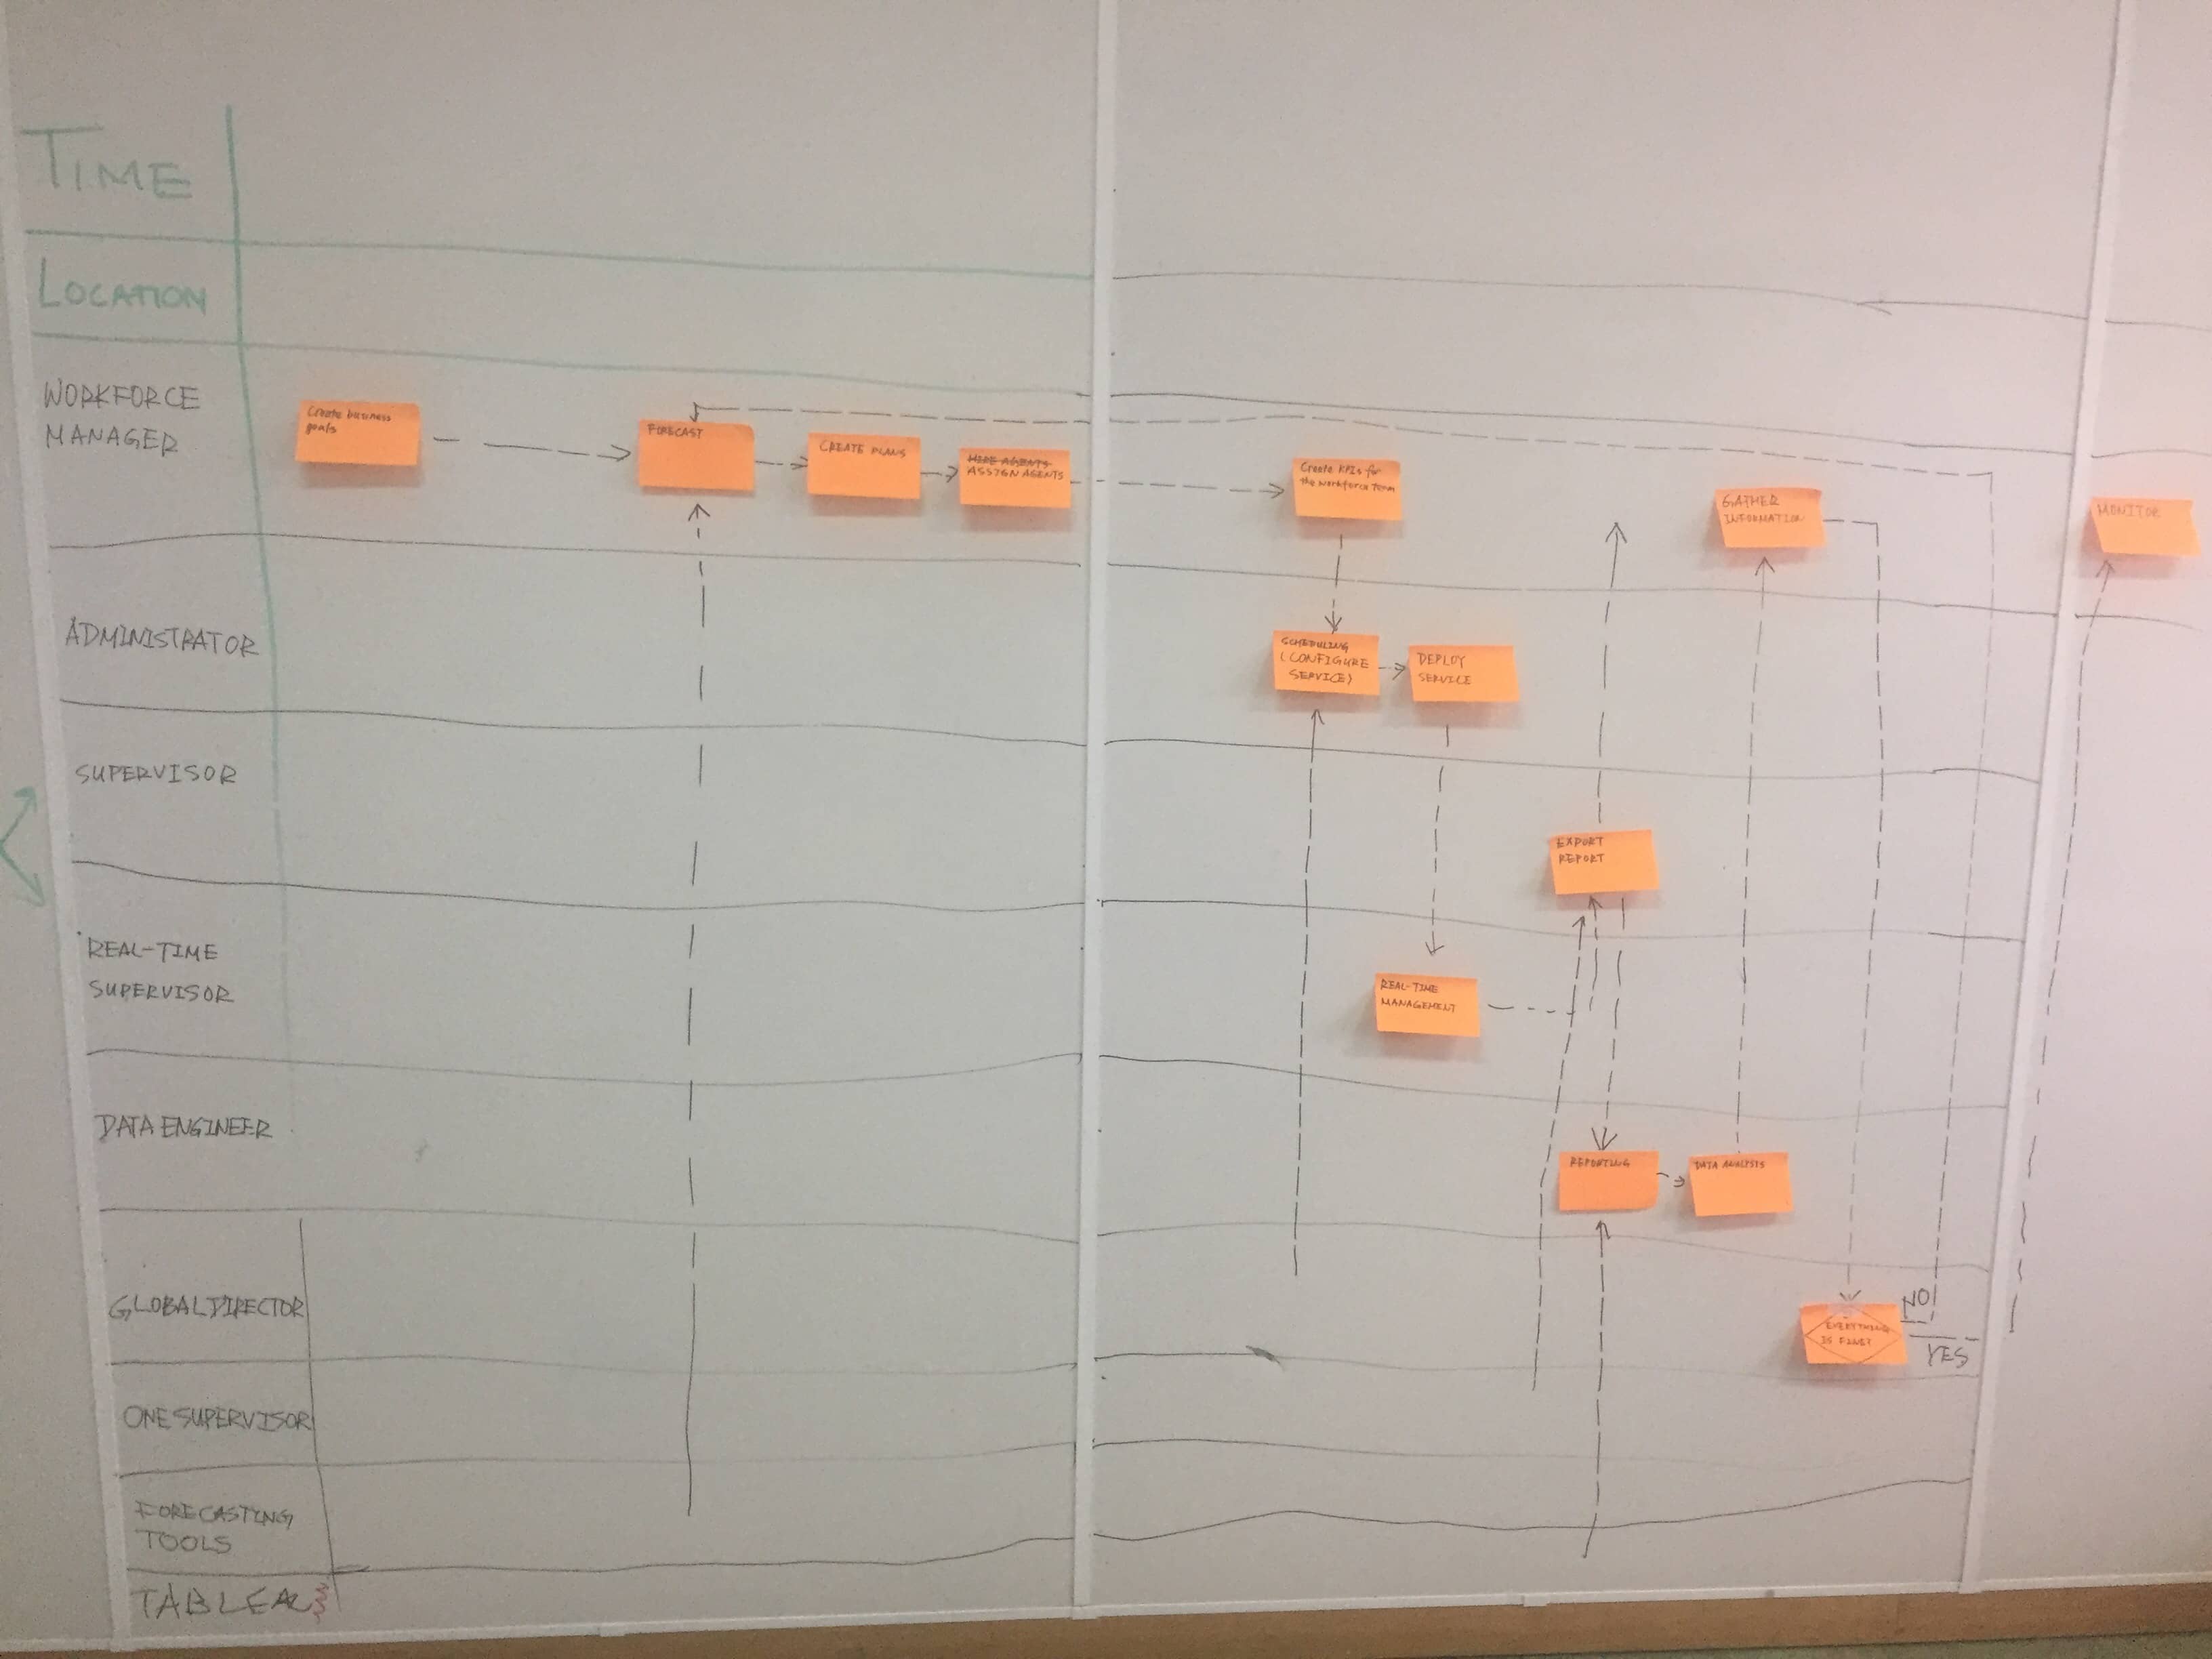 TIME
LOCATION
WORKFORCE
MANAGER
Create business
goals
FORECAST
CREATE PLANS
HIRE AGENTS
ASSIGN AGENTS
Create KPIs for
the Workforce Team
GATHER
INFORMATION
MONITOR
ADMINISTRATOR
SCHEDULING
(CONFIGURE
SERVICE)
DEPLOY
SERVICE
SUPERVISOR
EXPORT
REPORT
REAL-TIME
SUPERVISOR
REAL-TIME
MANAGEMENT
DATA ENGINEER
REPORTING
DATA ANALYSIS
GLOBAL DIRECTOR
EVERYTHING
IS FINE?
NO
YES
ONE SUPERVISOR
FORECASTING
TOOLS
TABLEAU